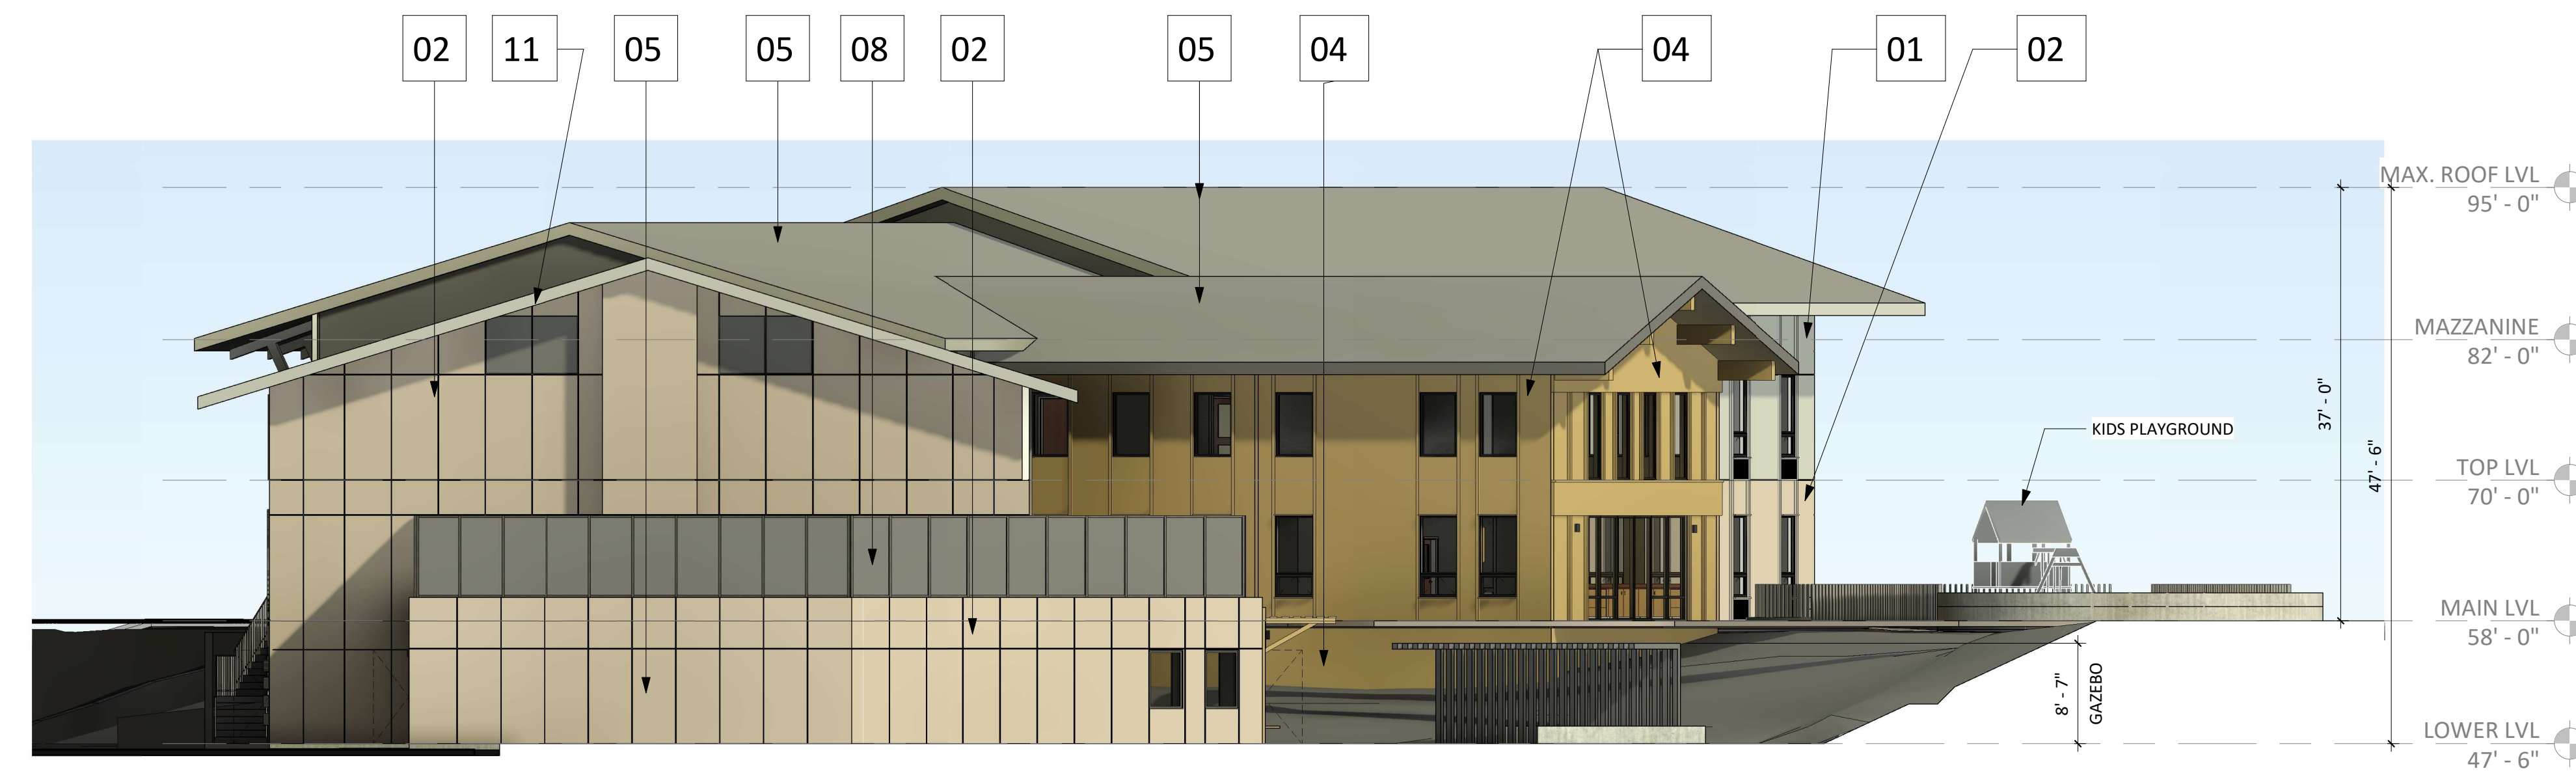 02 11 05 05 08 02 05 04 04 01 02
MAX. ROOF LVL
95' - 0"
MAZZANINE
82' - 0"
37' - 0"
KIDS PLAYGROUND
47' - 6"
TOP LVL
70' - 0"
MAIN LVL
58' - 0"
8' - 7"
GAZEBO
LOWER LVL
47' - 6"